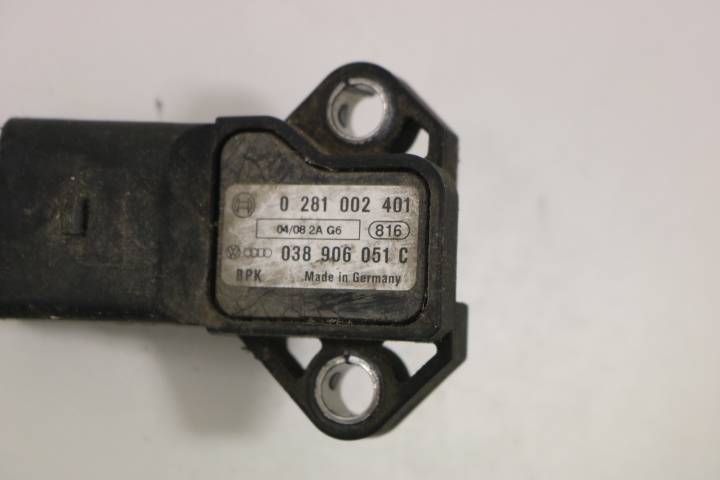 0 281 002 401
04/08 2A G6 816
038 906 051 C
BPK Made in Germany